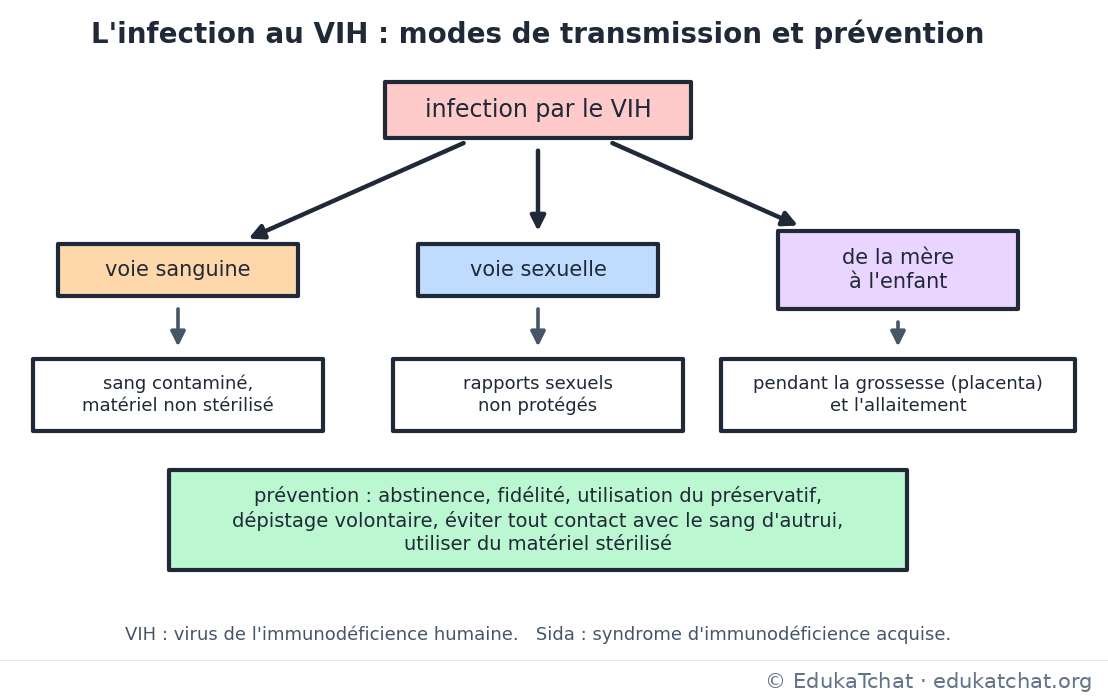 L'infection au VIH : modes de transmission et prévention
infection par le VIH
voie sanguine
voie sexuelle
de la mère
à l'enfant
sang contaminé,
matériel non stérilisé
rapports sexuels
non protégés
pendant la grossesse (placenta)
et l'allaitement
prévention : abstinence, fidélité, utilisation du préservatif,
dépistage volontaire, éviter tout contact avec le sang d'autrui,
utiliser du matériel stérilisé
VIH : virus de l'immunodéficience humaine.   Sida : syndrome d'immunodéficience acquise.
© EdukaTchat · edukatchat.org